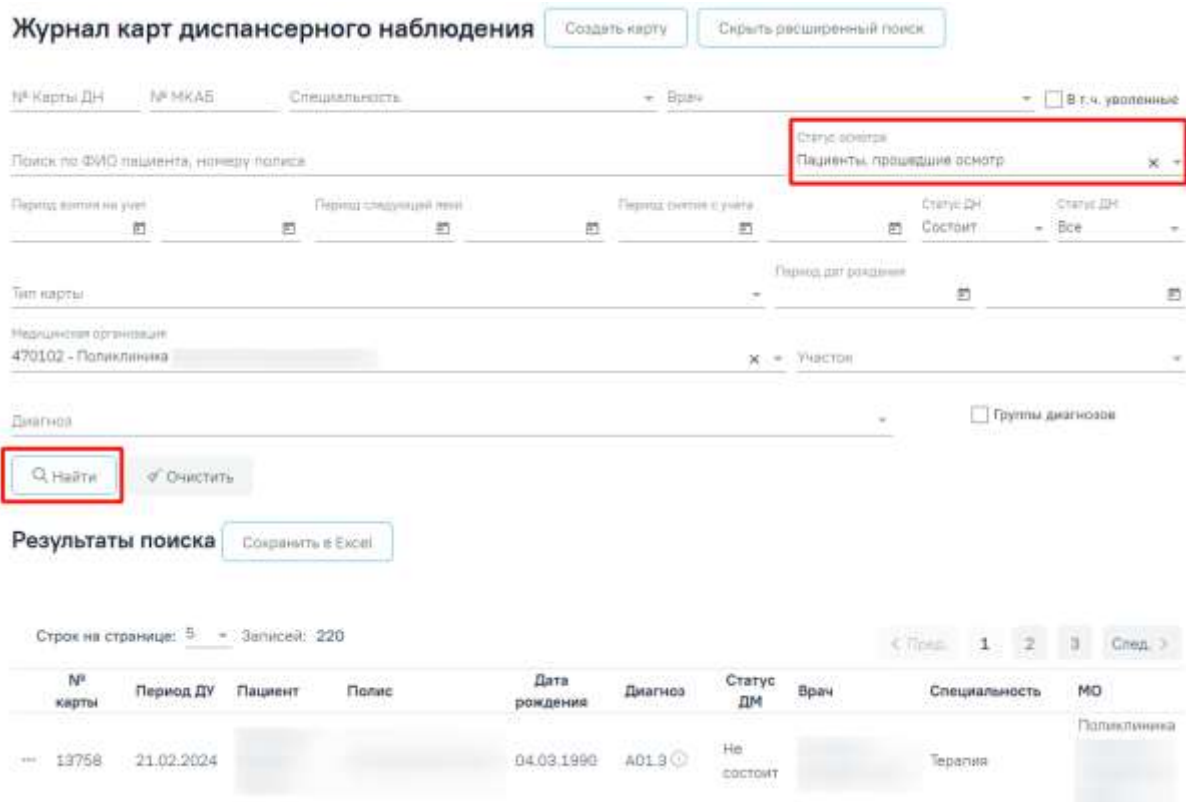 Журнал карт диспансерного наблюдения Создать карту Скрыть расширенный поиск
№ Карты ДН № МКАБ Специальность Врач В т.ч. уволенные
Статус осмотра
Поиск по ФИО пациента, номеру полиса Пациенты, прошедшие осмотр
Период взятия на учет Период следующей явки Период снятия с учета Статус ДН Статус ДМ
Состоит Все
Период дат рождения
Тип карты
Медицинская организация
470102 - Поликлиника Участок
Диагноз Группы диагнозов
Найти Очистить
Результаты поиска Сохранить в Excel
Строк на странице: 5 Записей: 220 < Пред. 1 2 3 След. >
№ карты Период ДУ Пациент Полис Дата рождения Диагноз Статус ДМ Врач Специальность МО
Поликлиника
13758 21.02.2024 04.03.1990 A01.3 Не состоит Терапия